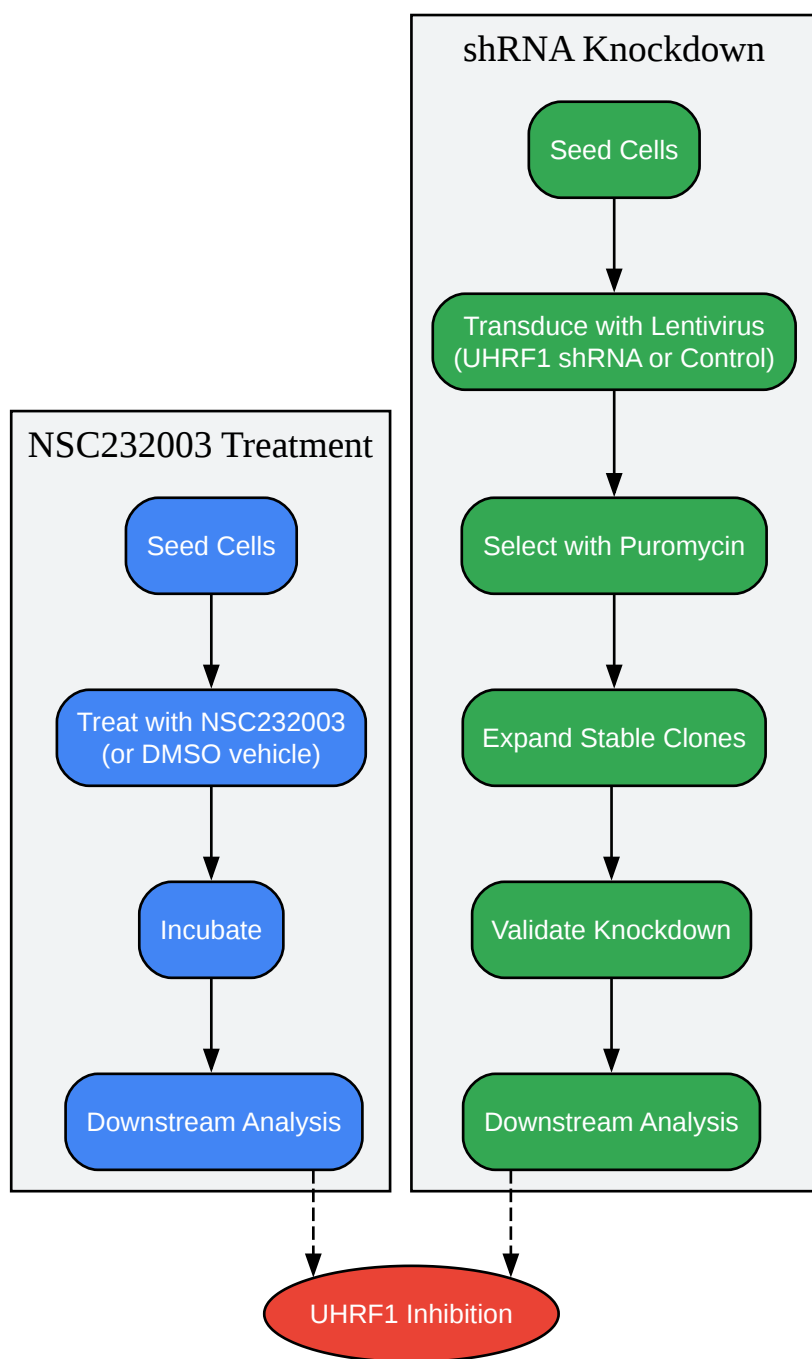 shRNA Knockdown
Seed Cells
Transduce with Lentivirus
(UHRF1 shRNA or Control)
Select with Puromycin
Expand Stable Clones
Validate Knockdown
Downstream Analysis
NSC232003 Treatment
Seed Cells
Treat with NSC232003
(or DMSO vehicle)
Incubate
Downstream Analysis
UHRF1 Inhibition